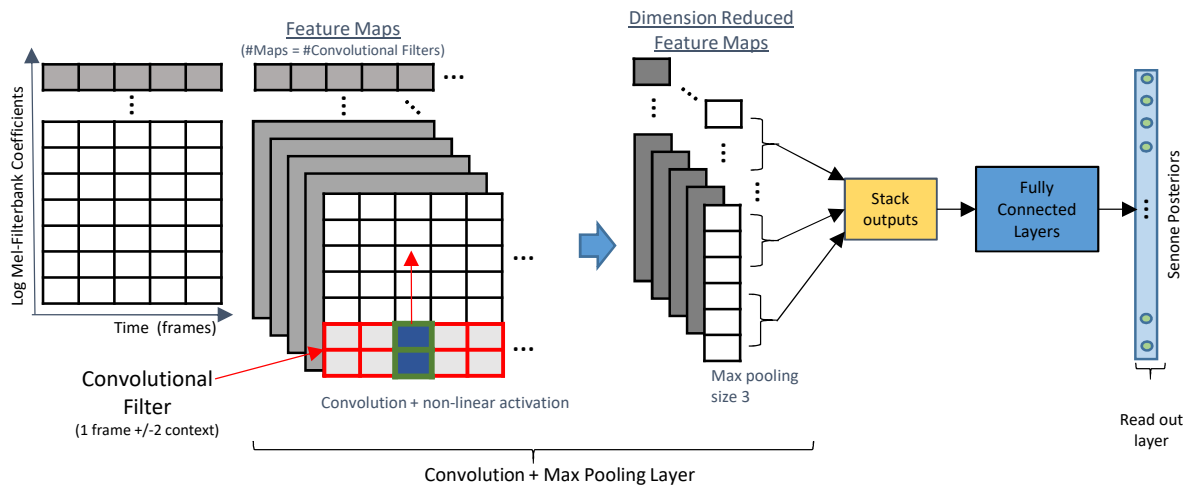 Feature Maps
(#Maps = #Convolutional Filters)
Dimension Reduced
Feature Maps
Log Mel-Filterbank Coefficients
Time (frames)
Convolutional
Filter
(1 frame +/-2 context)
Convolution + non-linear activation
Max pooling
size 3
Convolution + Max Pooling Layer
Stack
outputs
Fully
Connected
Layers
Senone Posteriors
Read out
layer